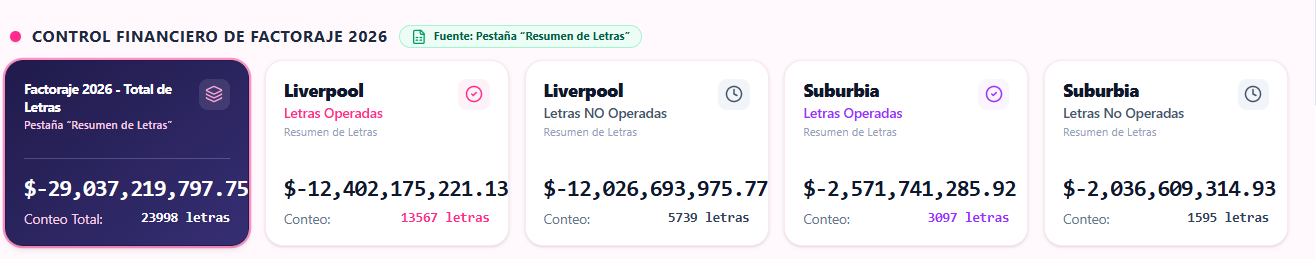 CONTROL FINANCIERO DE FACTORAJE 2026
Fuente: Pestaña "Resumen de Letras"
Factoraje 2026 - Total de
Letras
Pestaña "Resumen de Letras"
$-29,037,219,797.75
Conteo Total: 23998 letras
Liverpool
Letras Operadas
Resumen de Letras
$-12,402,175,221.13
Conteo: 13567 letras
Liverpool
Letras NO Operadas
Resumen de Letras
$-12,026,693,975.77
Conteo: 5739 letras
Suburbia
Letras Operadas
Resumen de Letras
$-2,571,741,285.92
Conteo: 3097 letras
Suburbia
Letras No Operadas
Resumen de Letras
$-2,036,609,314.93
Conteo: 1595 letras